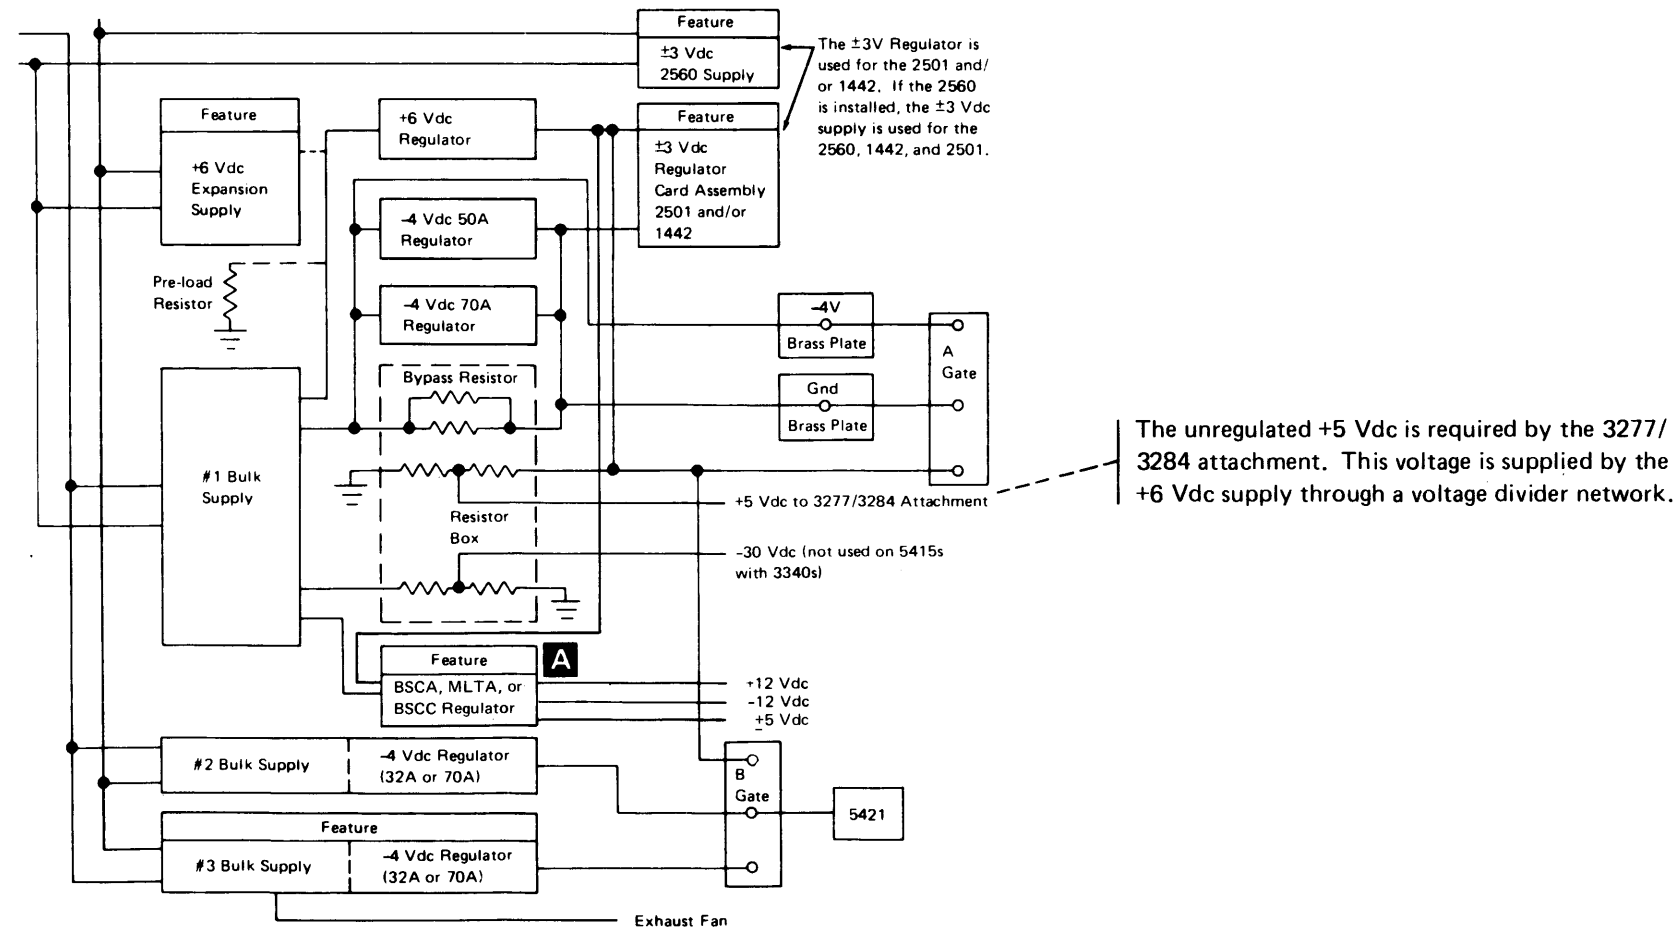 Feature
±3 Vdc
2560 Supply
The ±3V Regulator is
used for the 2501 and/
or 1442. If the 2560
is installed, the ±3 Vdc
supply is used for the
2560, 1442, and 2501.
Feature
+6 Vdc
Expansion
Supply
+6 Vdc
Regulator
Feature
±3 Vdc
Regulator
Card Assembly
2501 and/or
1442
-4 Vdc 50A
Regulator
Pre-load
Resistor
-4 Vdc 70A
Regulator
-4V
Brass Plate
A
Gate
Gnd
Brass Plate
Bypass Resistor
#1 Bulk
Supply
The unregulated +5 Vdc is required by the 3277/
3284 attachment. This voltage is supplied by the
+6 Vdc supply through a voltage divider network.
+5 Vdc to 3277/3284 Attachment
Resistor
Box
-30 Vdc (not used on 5415s
with 3340s)
Feature
A
BSCA, MLTA, or
BSCC Regulator
+12 Vdc
-12 Vdc
+5 Vdc
#2 Bulk Supply
-4 Vdc Regulator
(32A or 70A)
B
Gate
5421
Feature
#3 Bulk Supply
-4 Vdc Regulator
(32A or 70A)
Exhaust Fan